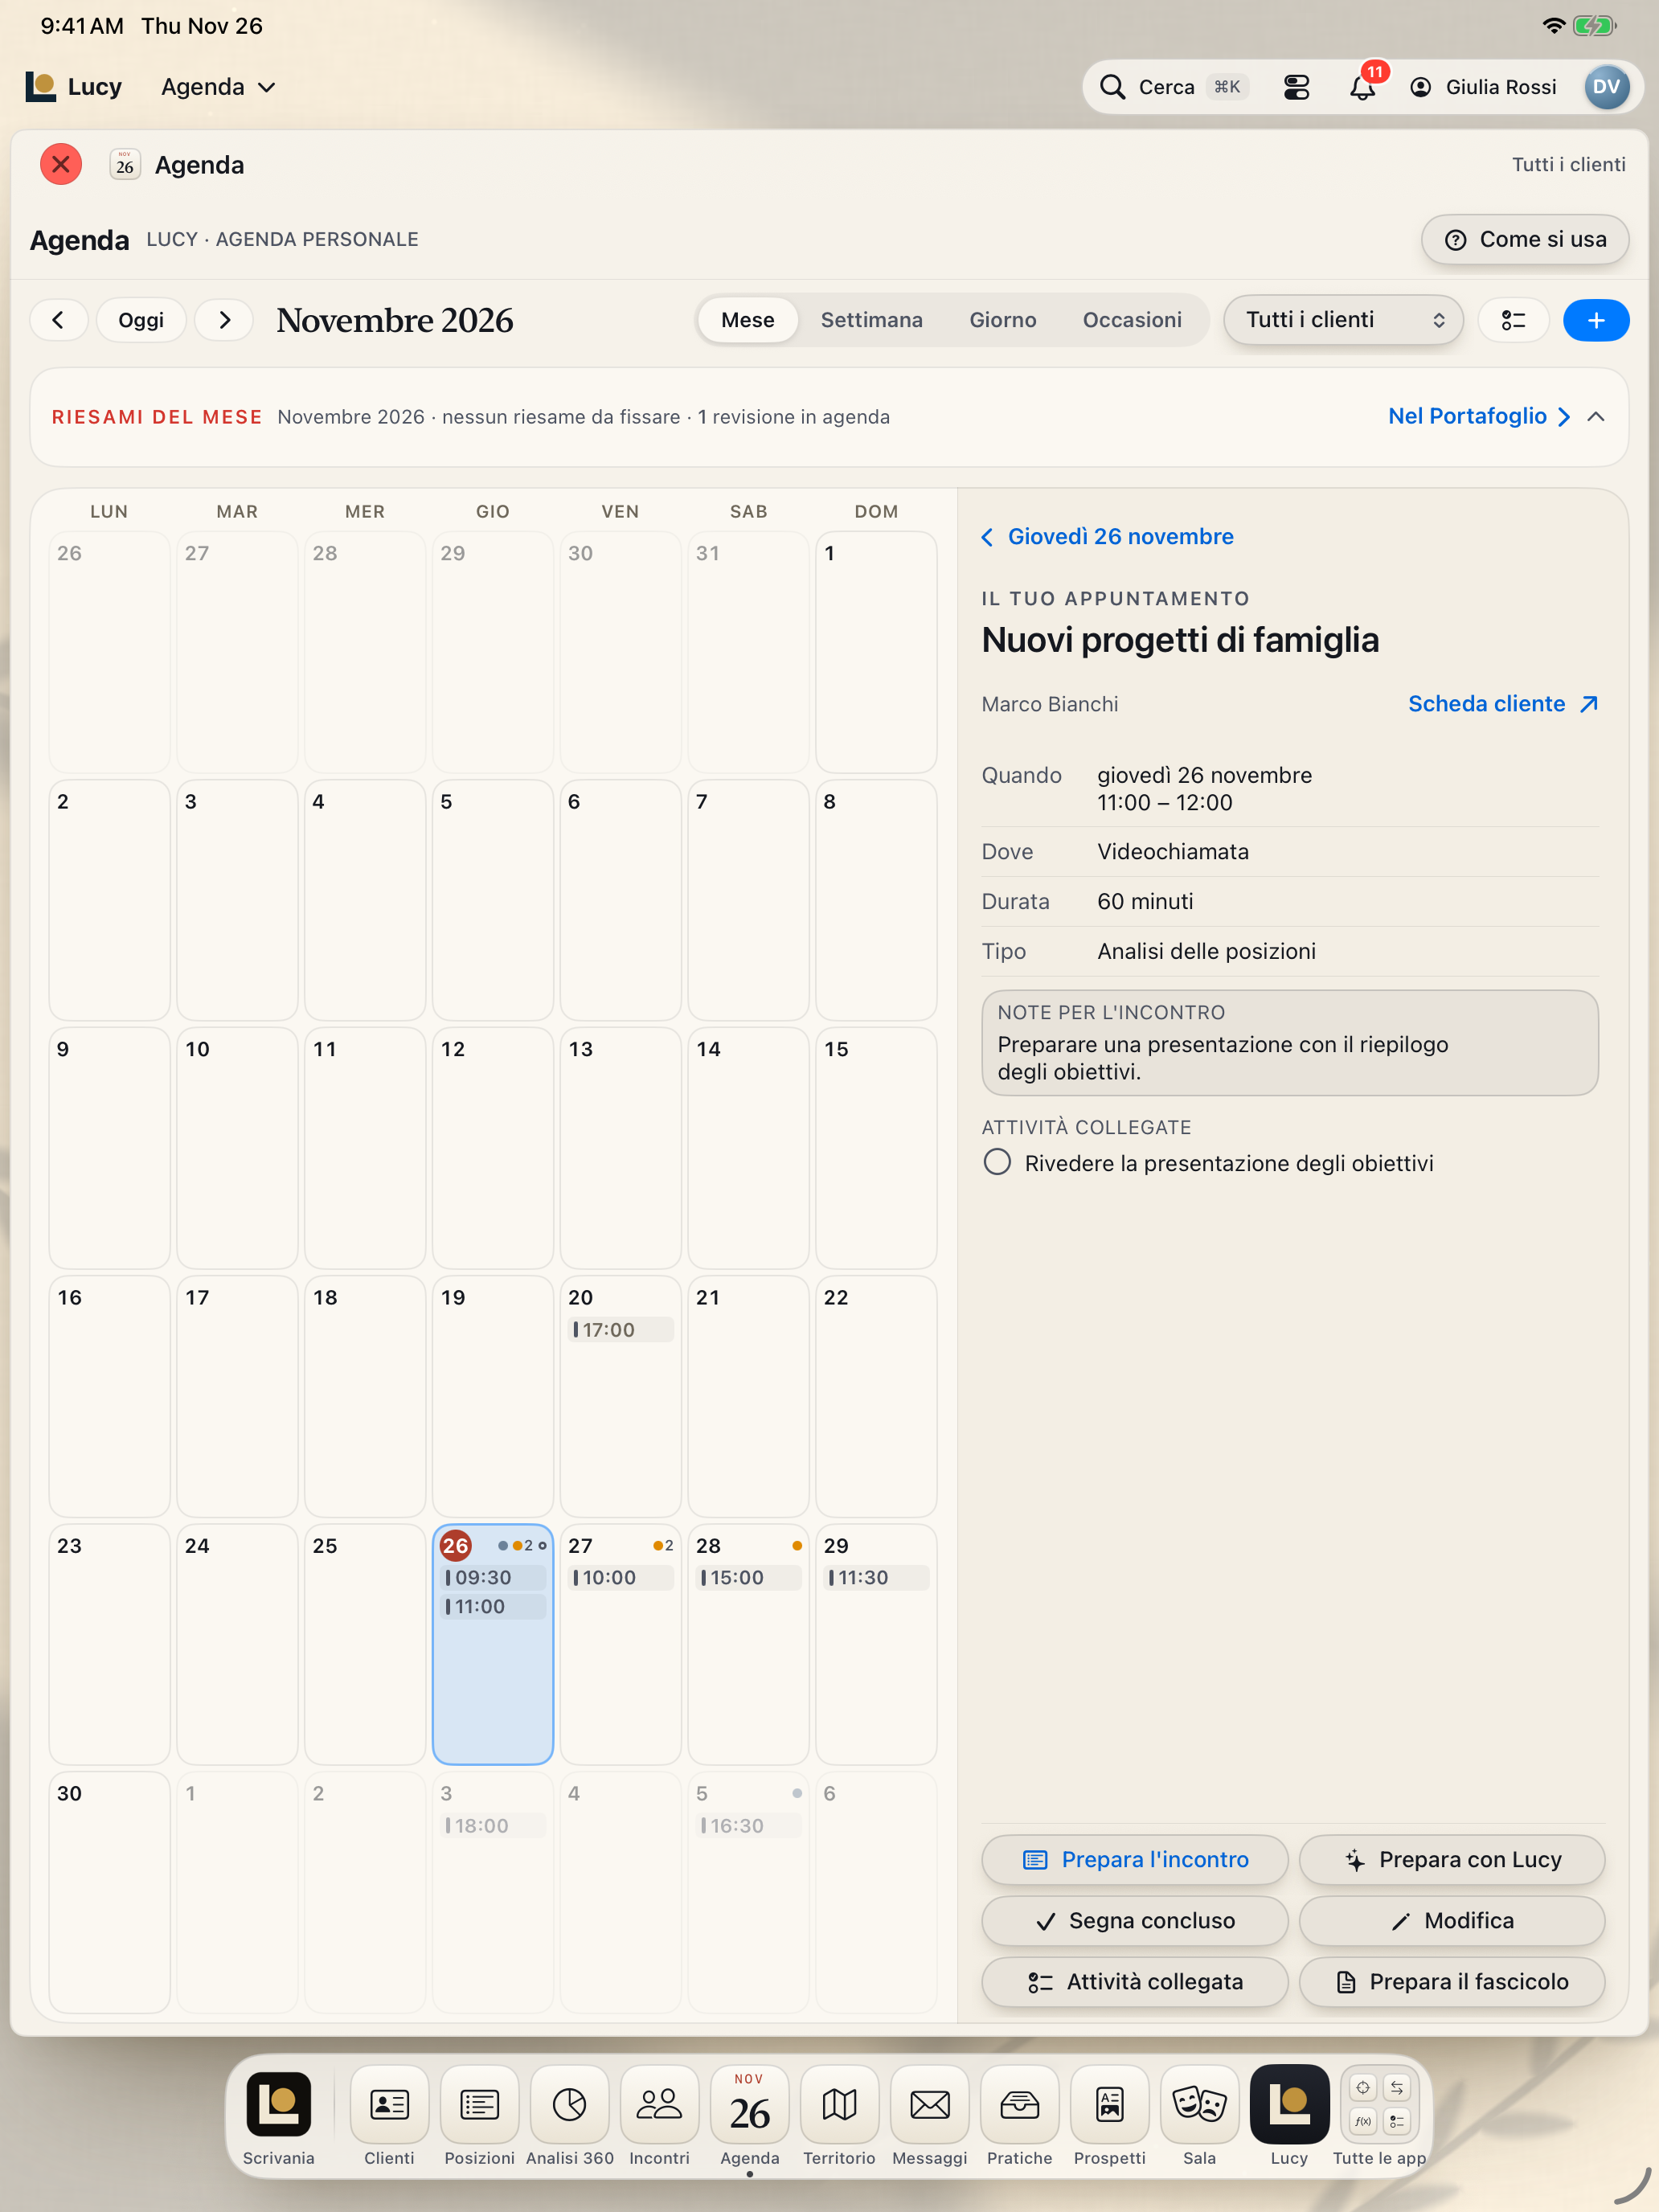 9:41 AM Thu Nov 26
Lucy Agenda
Cerca ⌘K 11 Giulia Rossi DV
NOV 26 Agenda Tutti i clienti
Agenda LUCY · AGENDA PERSONALE Come si usa
Oggi Novembre 2026 Mese Settimana Giorno Occasioni Tutti i clienti
RIESAMI DEL MESE Novembre 2026 · nessun riesame da fissare · 1 revisione in agenda Nel Portafoglio
LUN MAR MER GIO VEN SAB DOM
26 27 28 29 30 31 1
2 3 4 5 6 7 8
9 10 11 12 13 14 15
16 17 18 19 20 21 22
17:00
23 24 25 26 2 27 2 28 29
09:30 10:00 15:00 11:30
11:00
30 1 2 3 4 5 6
18:00 16:30
Giovedì 26 novembre
IL TUO APPUNTAMENTO
Nuovi progetti di famiglia
Marco Bianchi Scheda cliente
Quando giovedì 26 novembre
11:00 – 12:00
Dove Videochiamata
Durata 60 minuti
Tipo Analisi delle posizioni
NOTE PER L'INCONTRO
Preparare una presentazione con il riepilogo
degli obiettivi.
ATTIVITÀ COLLEGATE
Rivedere la presentazione degli obiettivi
Prepara l'incontro Prepara con Lucy
Segna concluso Modifica
Attività collegata Prepara il fascicolo
NOV
26
f(x)
Scrivania Clienti Posizioni Analisi 360 Incontri Agenda Territorio Messaggi Pratiche Prospetti Sala Lucy Tutte le app